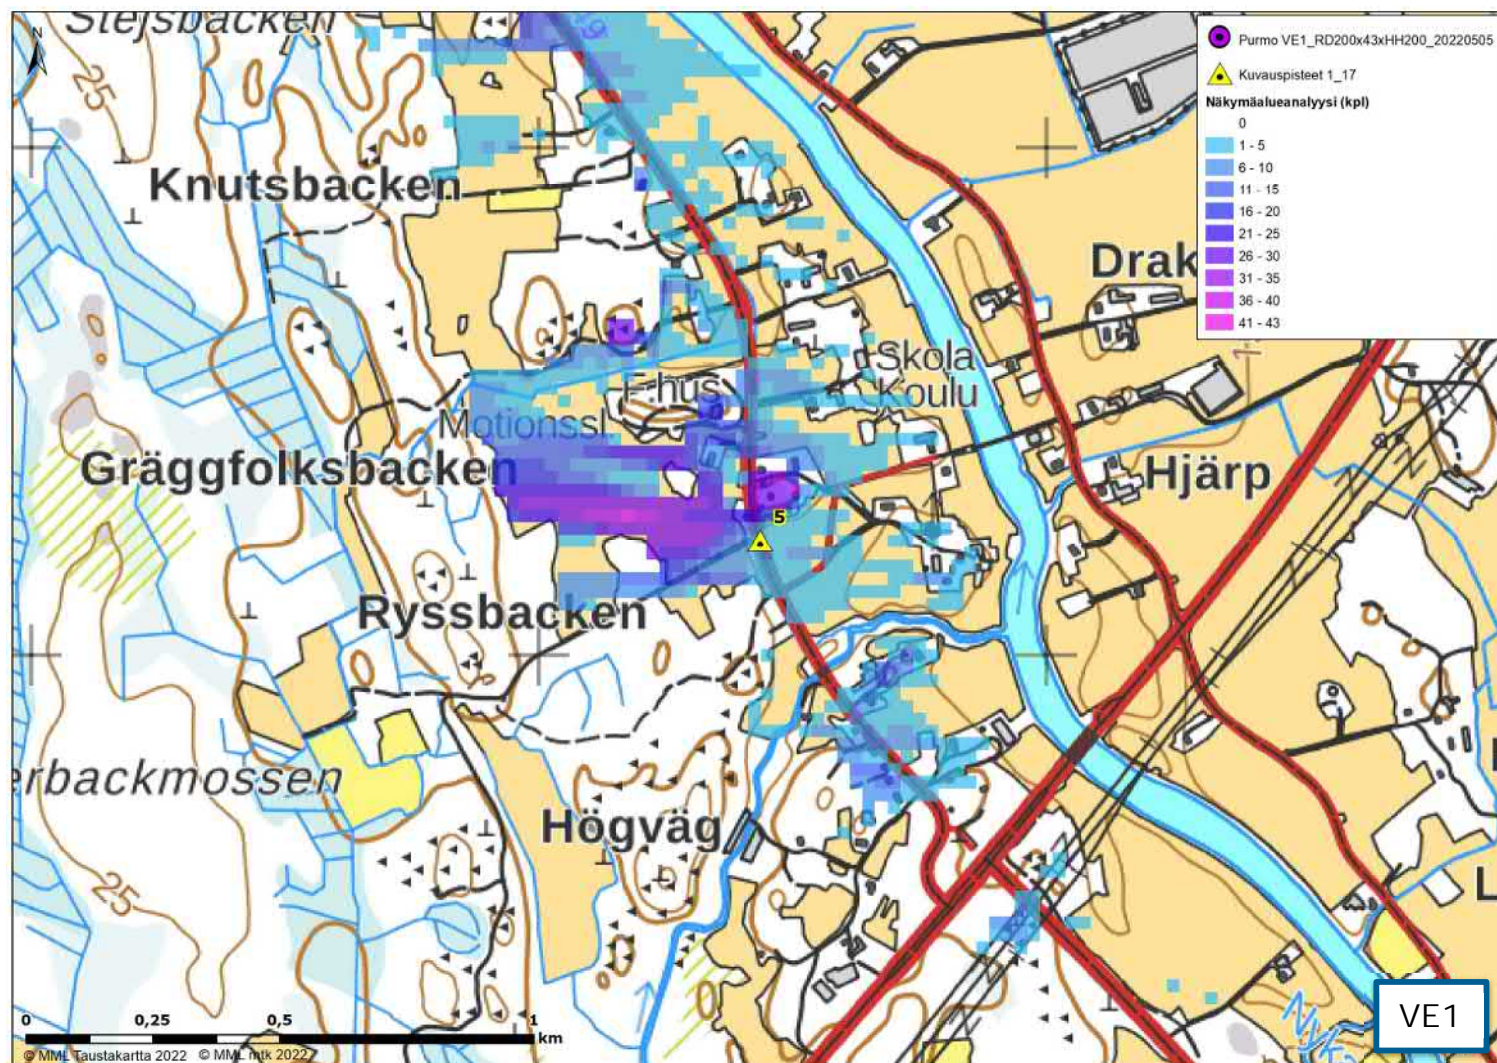 Stejsbacken
N
49
25
Knutsbacken
Purmo VE1_RD200x43xHH200_20220505
Kuvauspisteet 1_17
Näkymäalueanalyysi (kpl)
0
1 - 5
6 - 10
11 - 15
16 - 20
21 - 25
26 - 30
31 - 35
36 - 40
41 - 43
Drak
Skola
Koulu
F.hus
Motionssl.
Gräggfolksbacken
Hjärp
5
Ryssbacken
erbackmossen
Högväg
25
L
0 0,25 0,5 1
km
VE1
© MML Taustakartta 2022 © MML mtk 2022